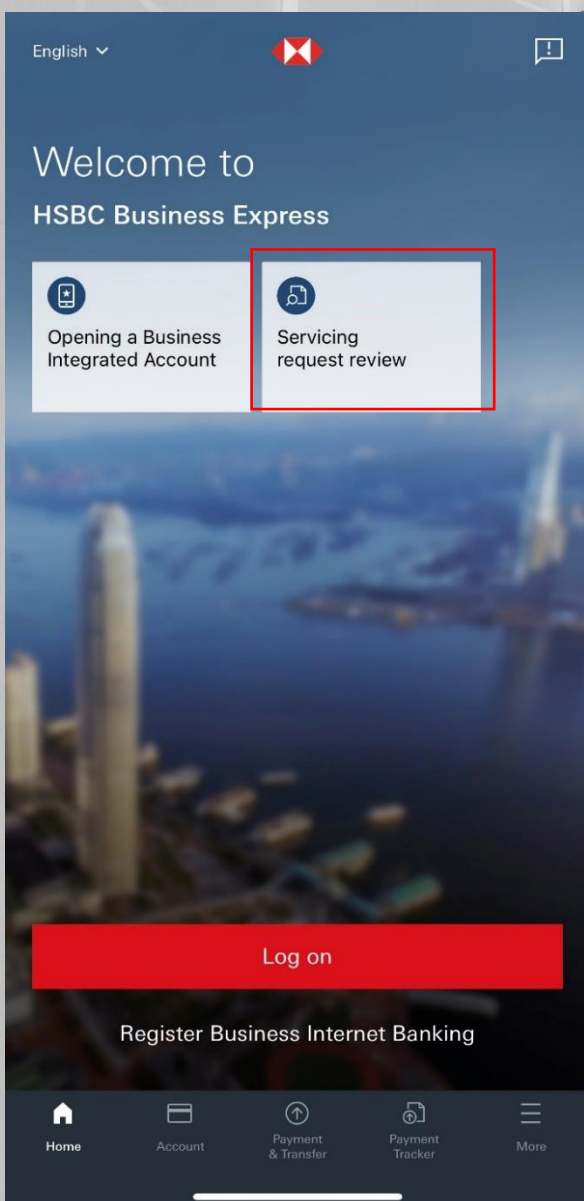 English
Welcome to
HSBC Business Express
Opening a Business
Integrated Account
Servicing
request review
Log on
Register Business Internet Banking
Home
Account
Payment
& Transfer
Payment
Tracker
More